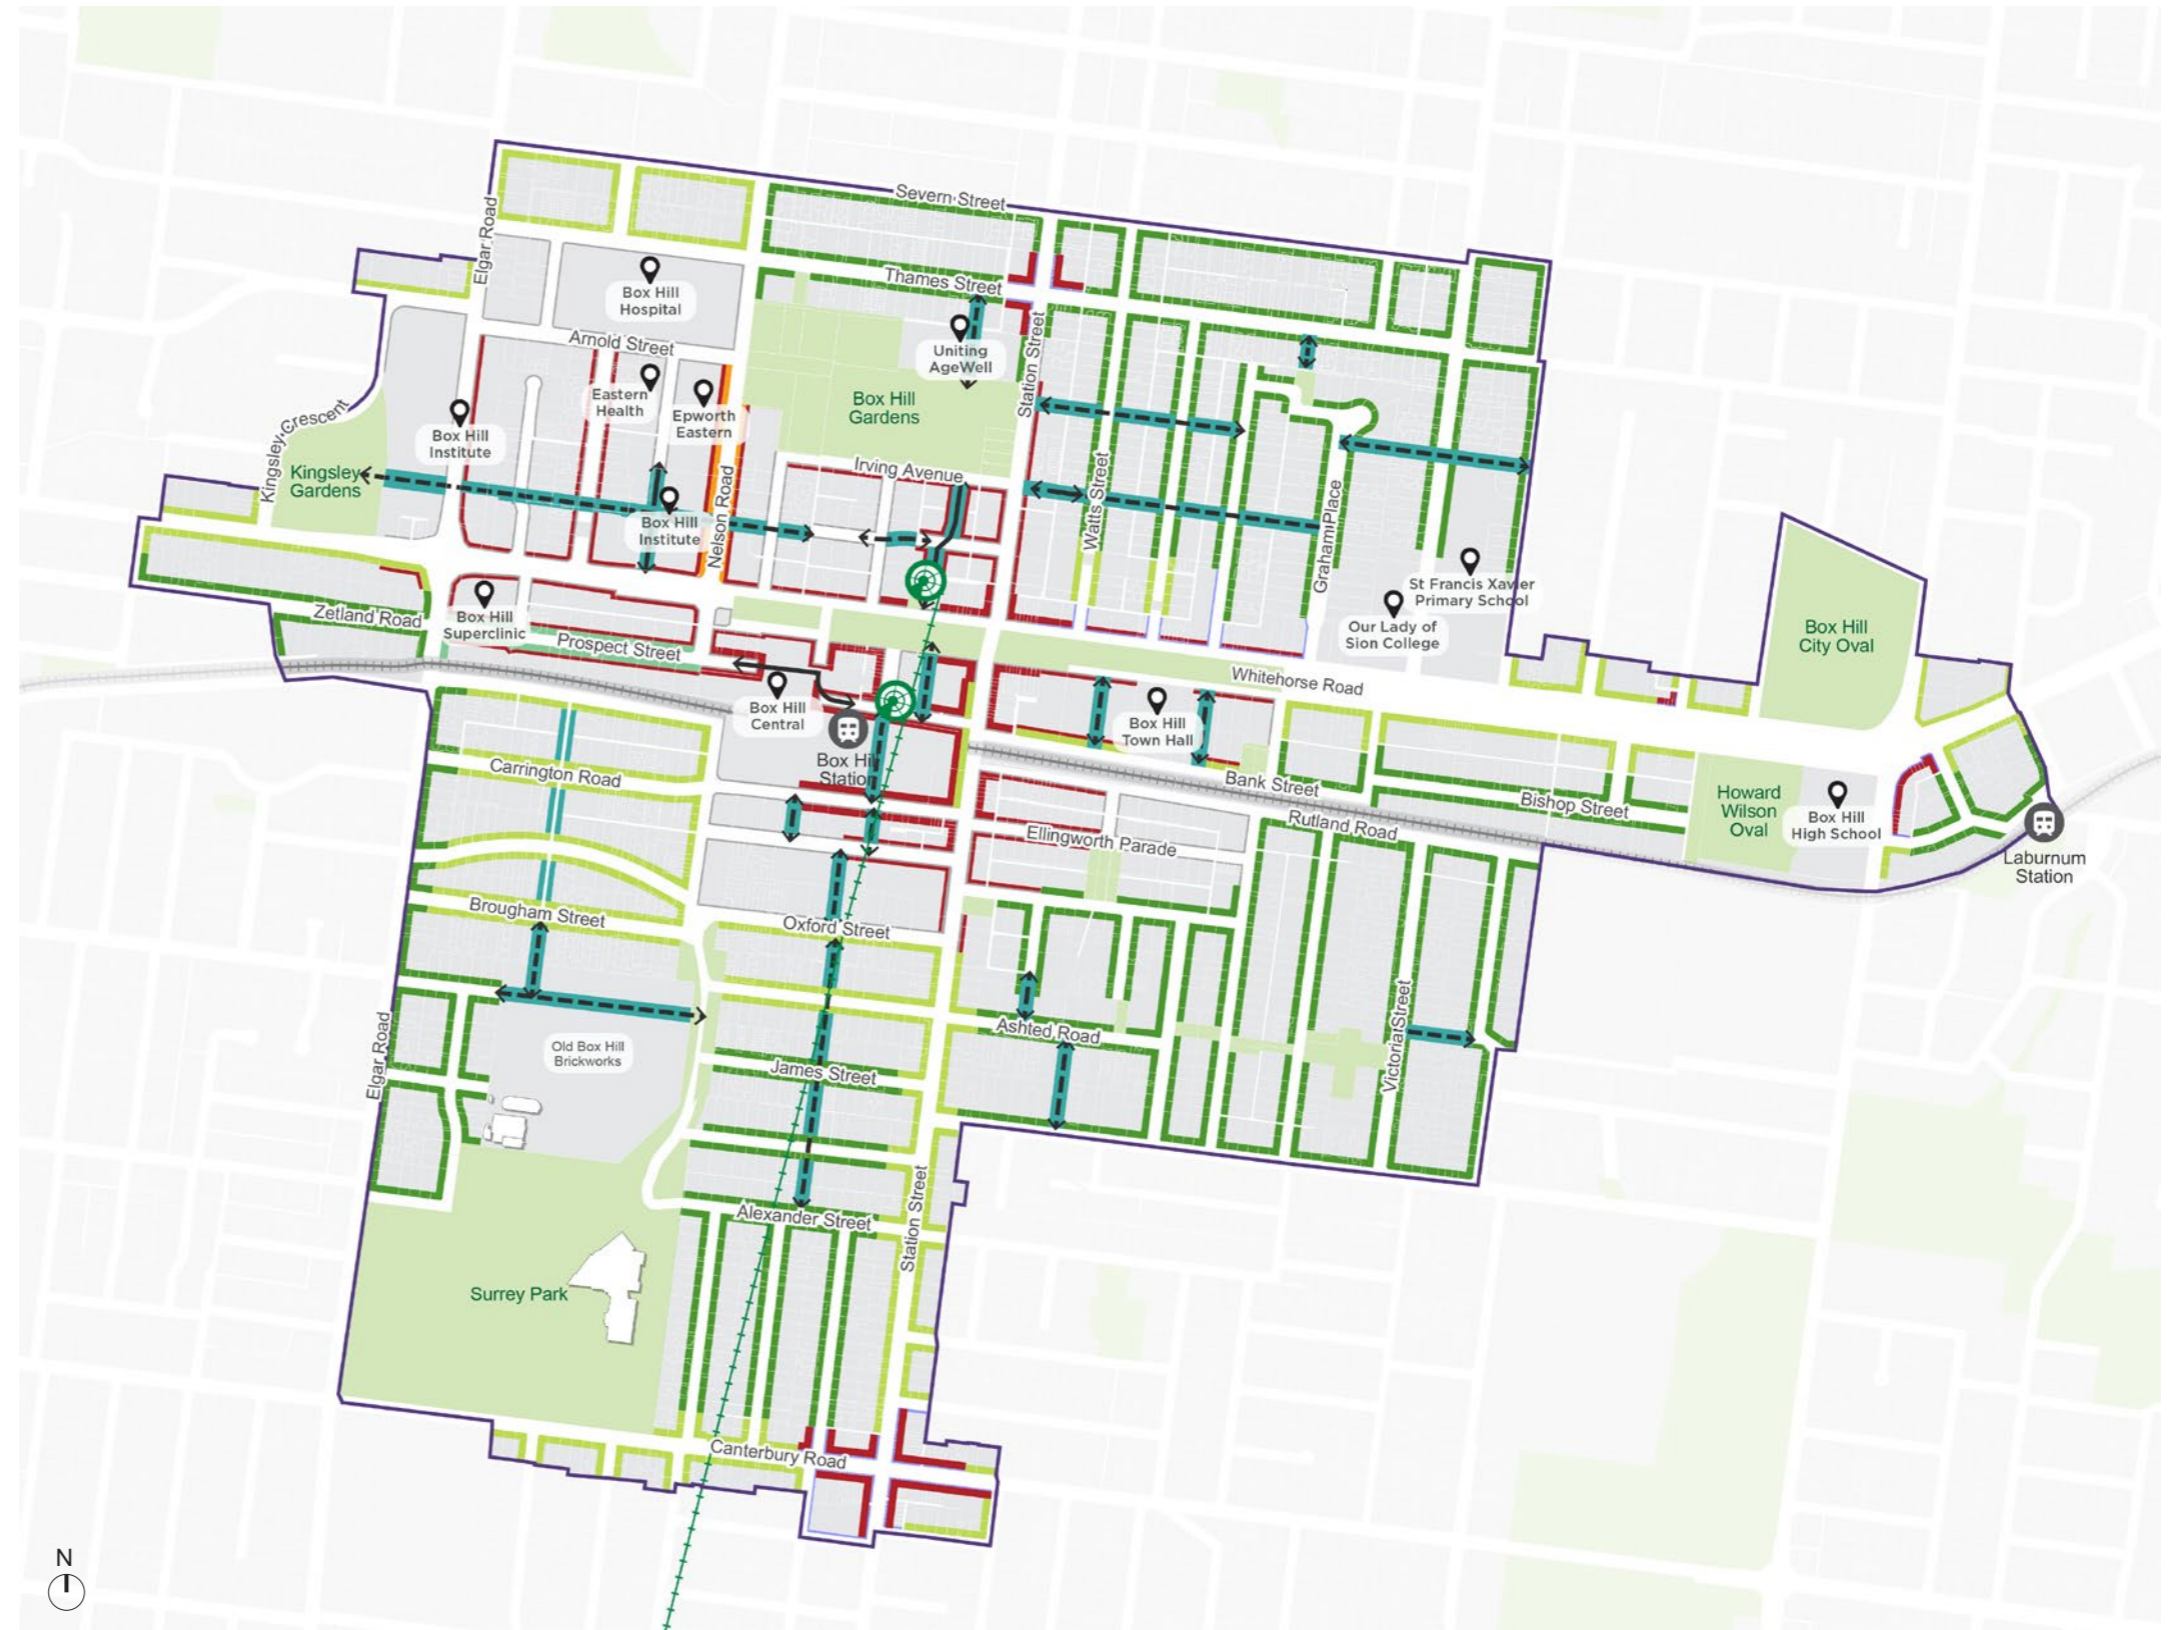 Severn Street
Elgar Road
Thames Street
Box Hill
Hospital
Arnold Street
Uniting
AgeWell
Station Street
Eastern
Health
Epworth
Eastern
Box Hill
Gardens
Kingsley Crescent
Box Hill
Institute
Kingsley
Gardens
Irving Avenue
Nelson Road
Box Hill
Institute
Watts Street
Graham Place
St Francis Xavier
Primary School
Our Lady of
Sion College
Box Hill
City Oval
Zetland Road
Box Hill
Superclinic
Prospect Street
Whitehorse Road
Box Hill
Central
Box Hill
Town Hall
Box Hill
Station
Carrington Road
Bank Street
Bishop Street
Rutland Road
Howard
Wilson
Oval
Box Hill
High School
Laburnum
Station
Ellingworth Parade
Brougham Street
Oxford Street
Elgar Road
Old Box Hill
Brickworks
Ashted Road
Victoria Street
James Street
Alexander Street
Station Street
Surrey Park
Canterbury Road
N